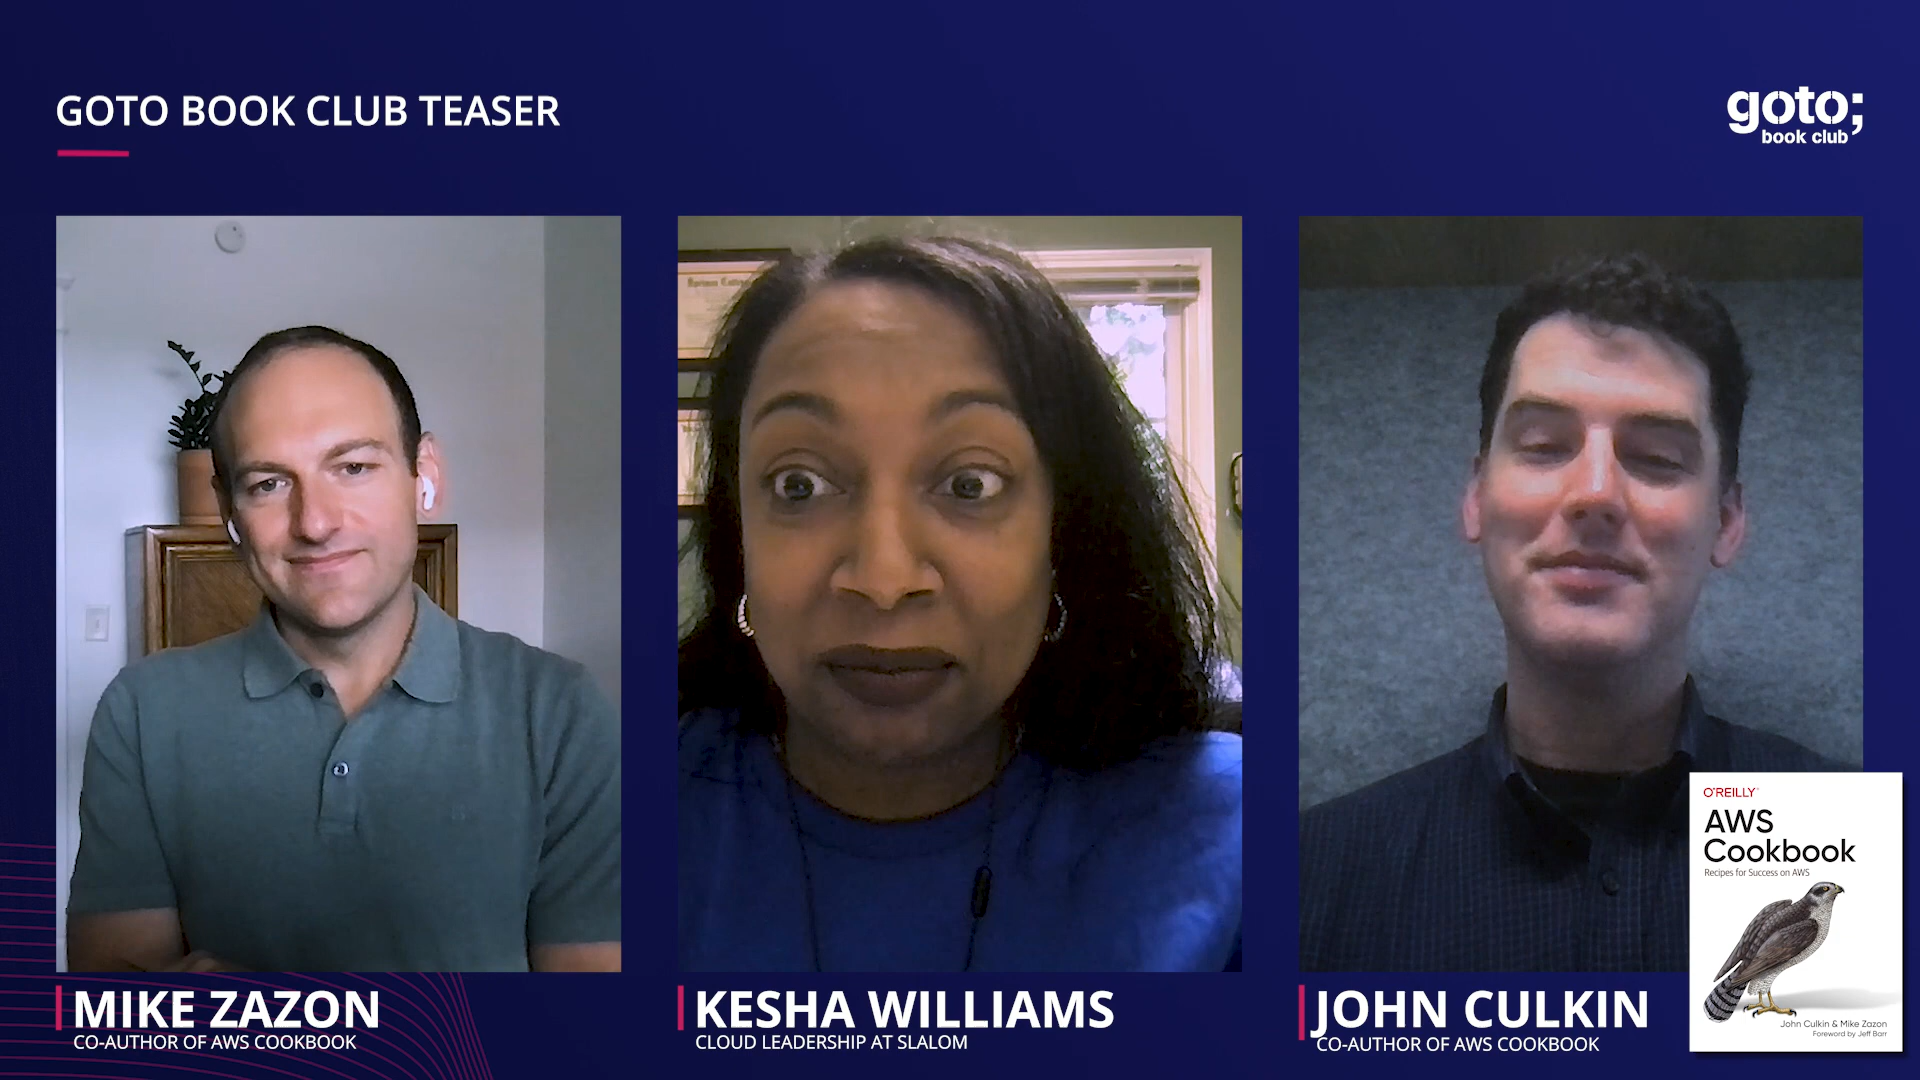 GOTO BOOK CLUB TEASER
goto;
book club
MIKE ZAZON
CO-AUTHOR OF AWS COOKBOOK
KESHA WILLIAMS
CLOUD LEADERSHIP AT SLALOM
JOHN CULKIN
CO-AUTHOR OF AWS COOKBOOK
O'REILLY
AWS
Cookbook
Recipes for Success on AWS
John Culkin & Mike Zazon
Foreword by Jeff Barr